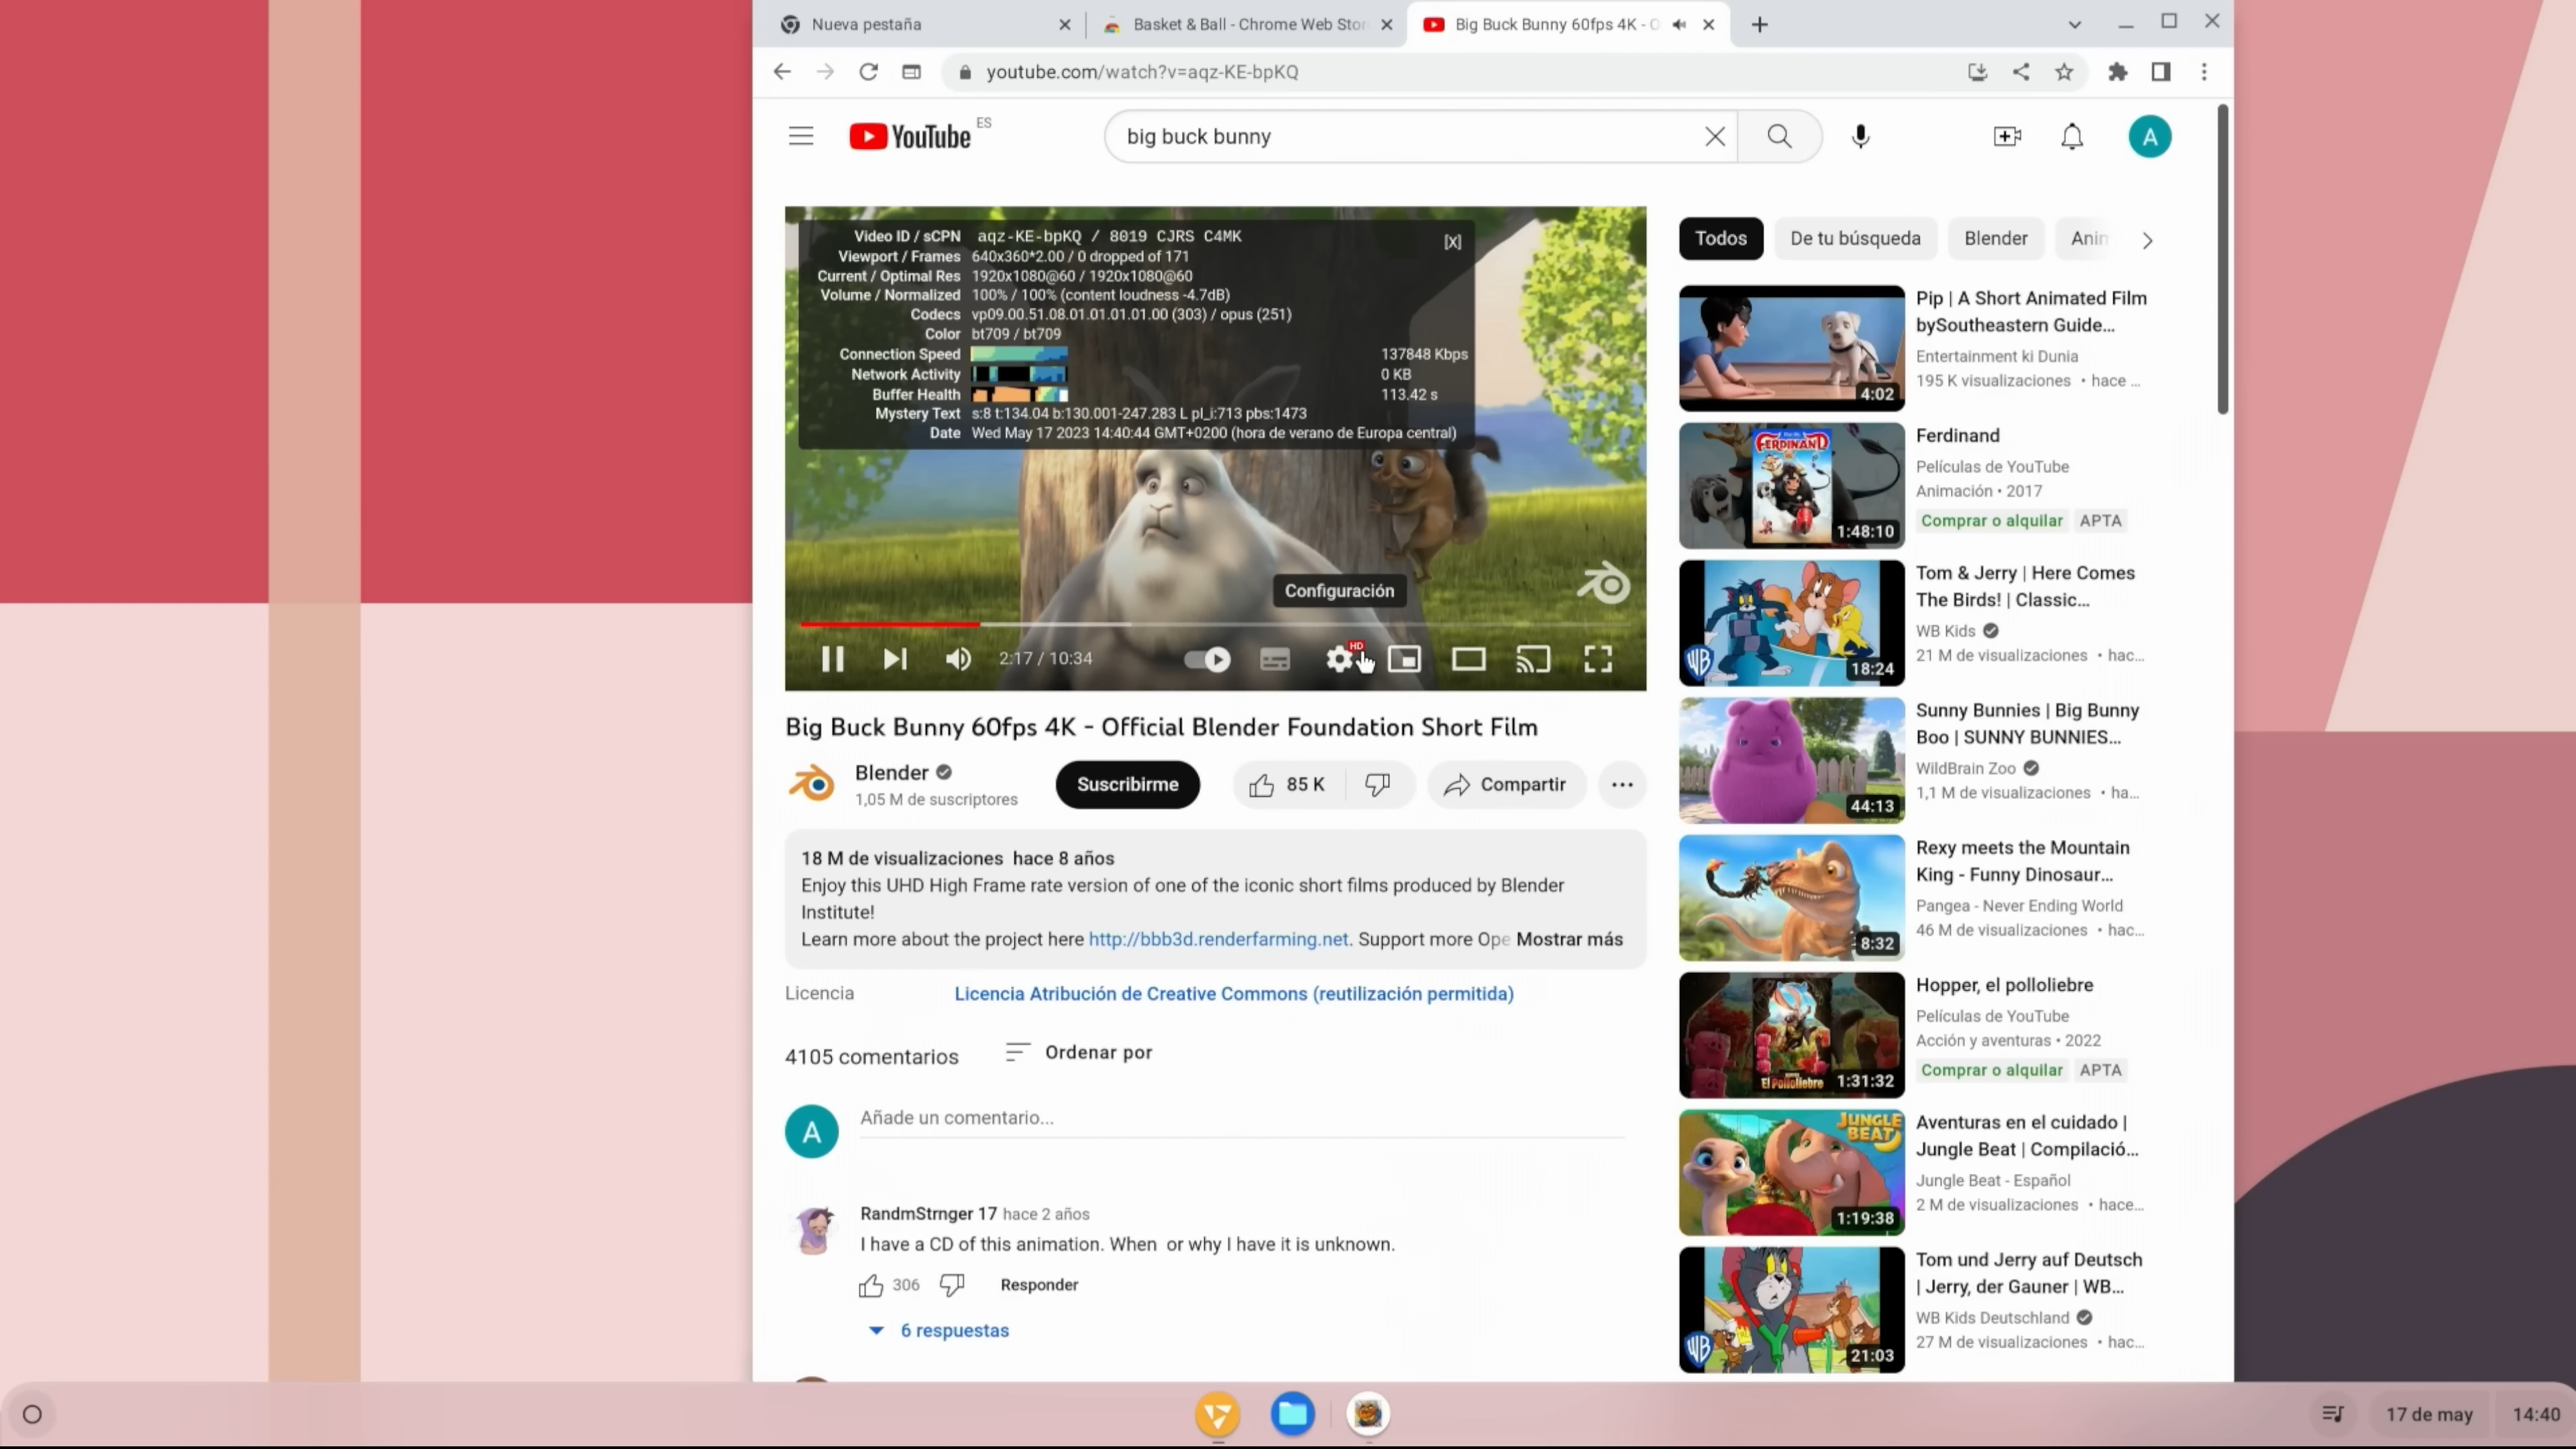 Nueva pestaña
Basket & Ball - Chrome Web Stor
Big Buck Bunny 60fps 4K - O
youtube.com/watch?v=aqz-KE-bpKQ
YouTube ES
big buck bunny
A
Video ID / sCPN aqz-KE-bpKQ / 8019 CJRS C4MK [X]
Viewport / Frames 640x360*2.00 / 0 dropped of 171
Current / Optimal Res 1920x1080@60 / 1920x1080@60
Volume / Normalized 100% / 100% (content loudness -4.7dB)
Codecs vp09.00.51.08.01.01.01.01.00 (303) / opus (251)
Color bt709 / bt709
Connection Speed 137848 Kbps
Network Activity 0 KB
Buffer Health 113.42 s
Mystery Text s:8 t:134.04 b:130.001-247.283 L pl_i:713 pbs:1473
Date Wed May 17 2023 14:40:44 GMT+0200 (hora de verano de Europa central)
Configuración
HD
2:17 / 10:34
Big Buck Bunny 60fps 4K - Official Blender Foundation Short Film
Blender
1,05 M de suscriptores
Suscribirme
85 K
Compartir
18 M de visualizaciones hace 8 años
Enjoy this UHD High Frame rate version of one of the iconic short films produced by Blender
Institute!
Learn more about the project here http://bbb3d.renderfarming.net. Support more Ope Mostrar más
Licencia Licencia Atribución de Creative Commons (reutilización permitida)
4105 comentarios Ordenar por
A Añade un comentario...
RandmStrnger 17 hace 2 años
I have a CD of this animation. When or why I have it is unknown.
306 Responder
6 respuestas
Todos De tu búsqueda Blender Anim
4:02
Pip | A Short Animated Film
bySoutheastern Guide...
Entertainment ki Dunia
195 K visualizaciones • hace ...
FERDINAND
1:48:10
Ferdinand
Películas de YouTube
Animación • 2017
Comprar o alquilar APTA
WB
18:24
Tom & Jerry | Here Comes
The Birds! | Classic...
WB Kids
21 M de visualizaciones • hac...
44:13
Sunny Bunnies | Big Bunny
Boo | SUNNY BUNNIES...
WildBrain Zoo
1,1 M de visualizaciones • ha...
8:32
Rexy meets the Mountain
King - Funny Dinosaur...
Pangea - Never Ending World
46 M de visualizaciones • hac...
El Polloliebre
1:31:32
Hopper, el polloliebre
Películas de YouTube
Acción y aventuras • 2022
Comprar o alquilar APTA
JUNGLE
BEAT
1:19:38
Aventuras en el cuidado |
Jungle Beat | Compilació...
Jungle Beat - Español
2 M de visualizaciones • hace...
WB
21:03
Tom und Jerry auf Deutsch
| Jerry, der Gauner | WB...
WB Kids Deutschland
27 M de visualizaciones • hac...
17 de may 14:40